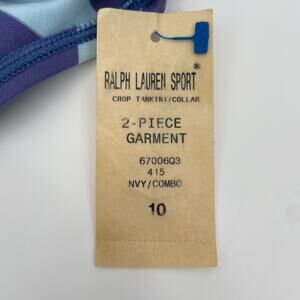 RALPH LAUREN SPORT®
CROP TANKINI/COLLAR
2-PIECE
GARMENT
6700603
415
NVY/COMBO
10